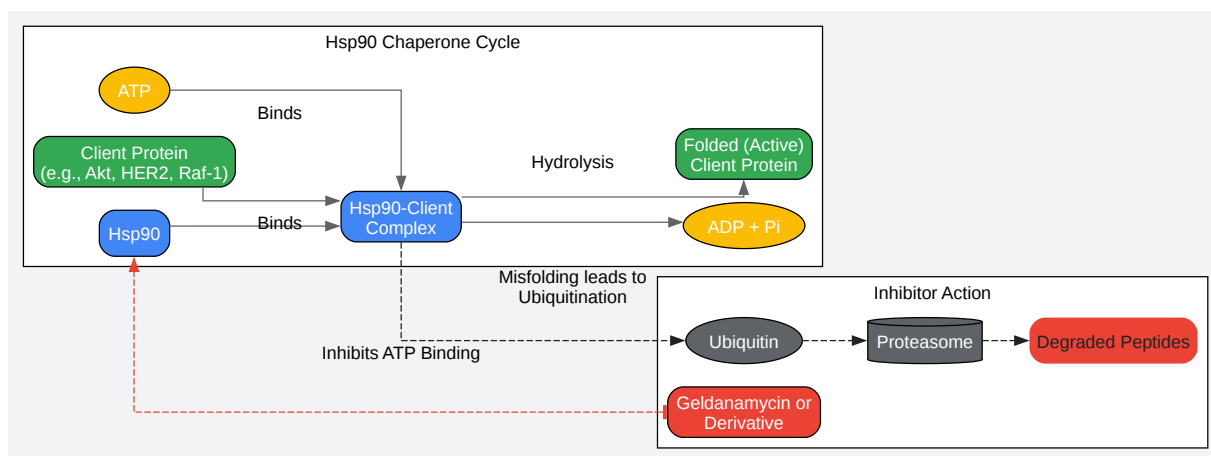 Hsp90 Chaperone Cycle
ATP
Binds
Client Protein
(e.g., Akt, HER2, Raf-1)
Hydrolysis
Folded (Active)
Client Protein
Hsp90
Binds
Hsp90-Client
Complex
ADP + Pi
Misfolding leads to
Ubiquitination
Inhibitor Action
Inhibits ATP Binding
Ubiquitin
Proteasome
Degraded Peptides
Geldanamycin or
Derivative